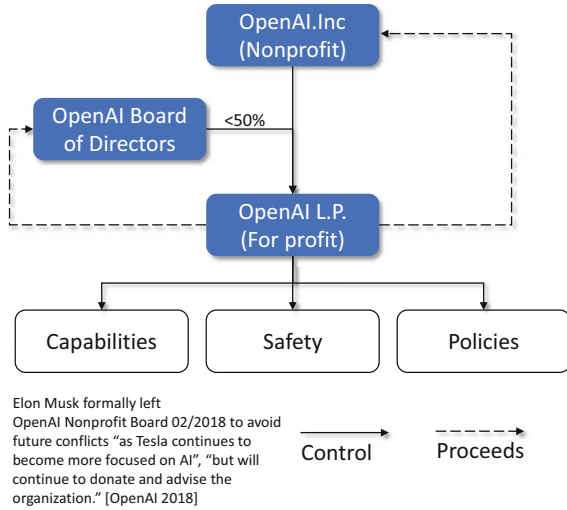 OpenAI.Inc
(Nonprofit)
OpenAI Board
of Directors
<50%
OpenAI L.P.
(For profit)
Capabilities
Safety
Policies
Elon Musk formally left
OpenAI Nonprofit Board 02/2018 to avoid
future conflicts “as Tesla continues to
become more focused on AI”, “but will
continue to donate and advise the
organization.” [OpenAI 2018]
Control
Proceeds